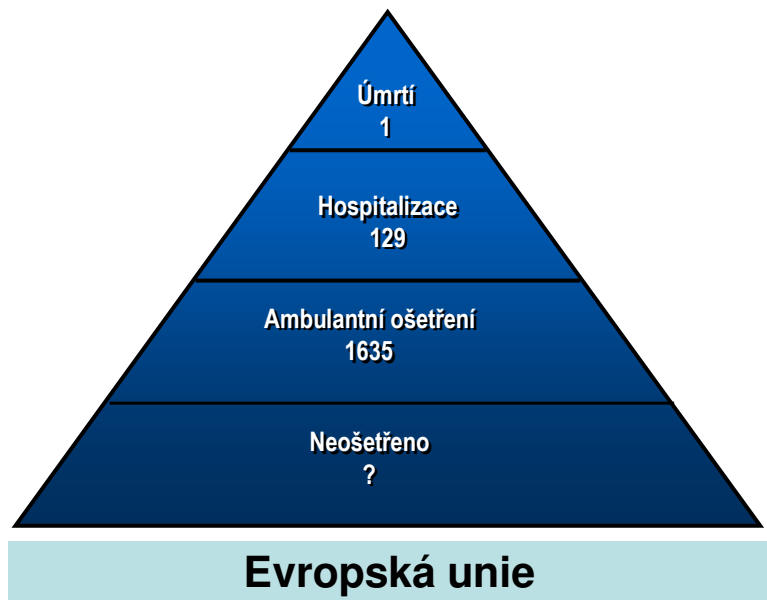 Úmrtí
1
Hospitalizace
129
Ambulantní ošetření
1635
Neošetřeno
?
Evropská unie